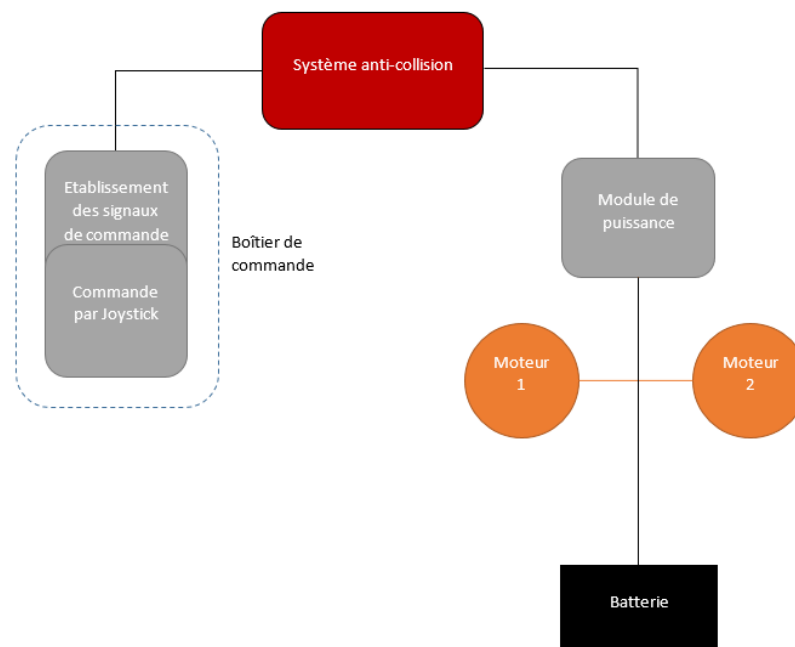 Système anti-collision
Etablissement
des signaux
de commande
Commande
par Joystick
Boîtier de
commande
Module de
puissance
Moteur
1
Moteur
2
Batterie